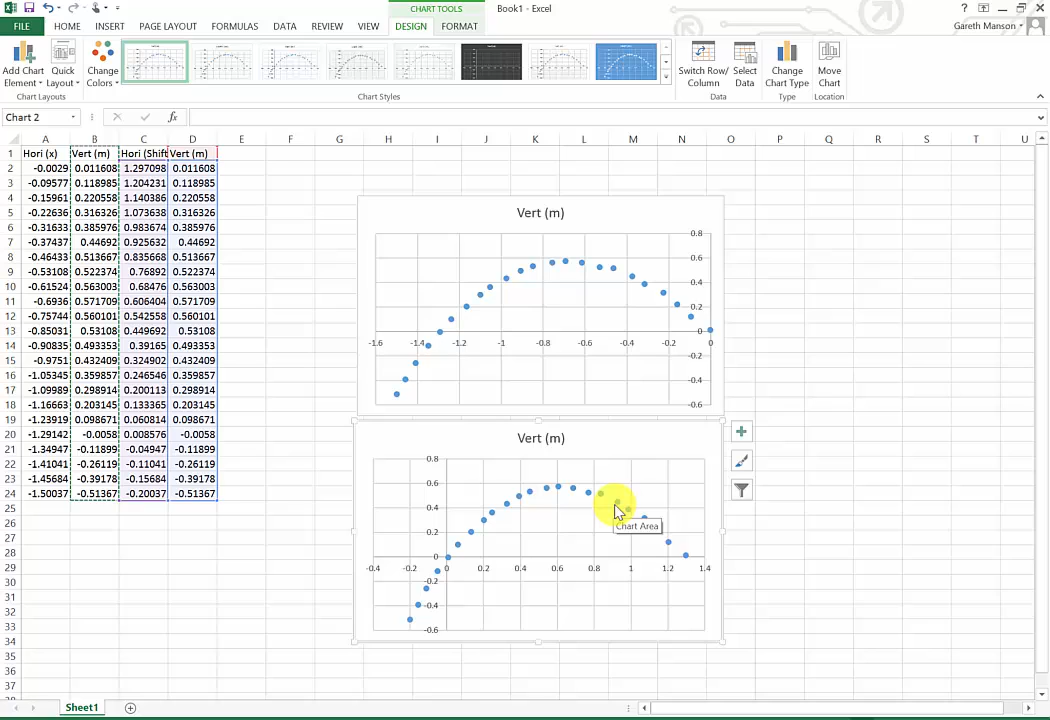 CHART TOOLS
Book1 - Excel
FILE HOME INSERT PAGE LAYOUT FORMULAS DATA REVIEW VIEW DESIGN FORMAT
Gareth Manson
Add Chart Element
Quick Layout
Change Colors
Switch Row/ Column
Select Data
Change Chart Type
Move Chart
Chart Layouts
Chart Styles
Data
Type
Location
Chart 2
fx
A B C D E F G H I J K L M N O P Q R S T U
1 Hori (x) Vert (m) Hori (Shift Vert (m)
2 -0.0029 0.011608 1.297098 0.011608
3 -0.09577 0.118985 1.204231 0.118985
4 -0.15961 0.220558 1.140386 0.220558
5 -0.22636 0.316326 1.073638 0.316326
6 -0.31633 0.385976 0.983674 0.385976
7 -0.37437 0.44692 0.925632 0.44692
8 -0.46433 0.513667 0.835668 0.513667
9 -0.53108 0.522374 0.76892 0.522374
10 -0.61524 0.563003 0.68476 0.563003
11 -0.6936 0.571709 0.606404 0.571709
12 -0.75744 0.560101 0.542558 0.560101
13 -0.85031 0.53108 0.449692 0.53108
14 -0.90835 0.493353 0.39165 0.493353
15 -0.9751 0.432409 0.324902 0.432409
16 -1.05345 0.359857 0.246546 0.359857
17 -1.09989 0.298914 0.200113 0.298914
18 -1.16663 0.203145 0.133365 0.203145
19 -1.23919 0.098671 0.060814 0.098671
20 -1.29142 -0.0058 0.008576 -0.0058
21 -1.34947 -0.11899 -0.04947 -0.11899
22 -1.41041 -0.26119 -0.11041 -0.26119
23 -1.45684 -0.39178 -0.15684 -0.39178
24 -1.50037 -0.51367 -0.20037 -0.51367
25
26
27
28
29
30
31
32
33
34
35
36
37
Vert (m)
0.8
0.6
0.4
0.2
0
-1.6 -1.4 -1.2 -1 -0.8 -0.6 -0.4 -0.2 0
-0.2
-0.4
-0.6
Vert (m)
0.8
0.6
0.4
0.2
0
-0.4 -0.2 0 0.2 0.4 0.6 0.8 1 1.2 1.4
-0.2
-0.4
-0.6
Chart Area
Sheet1